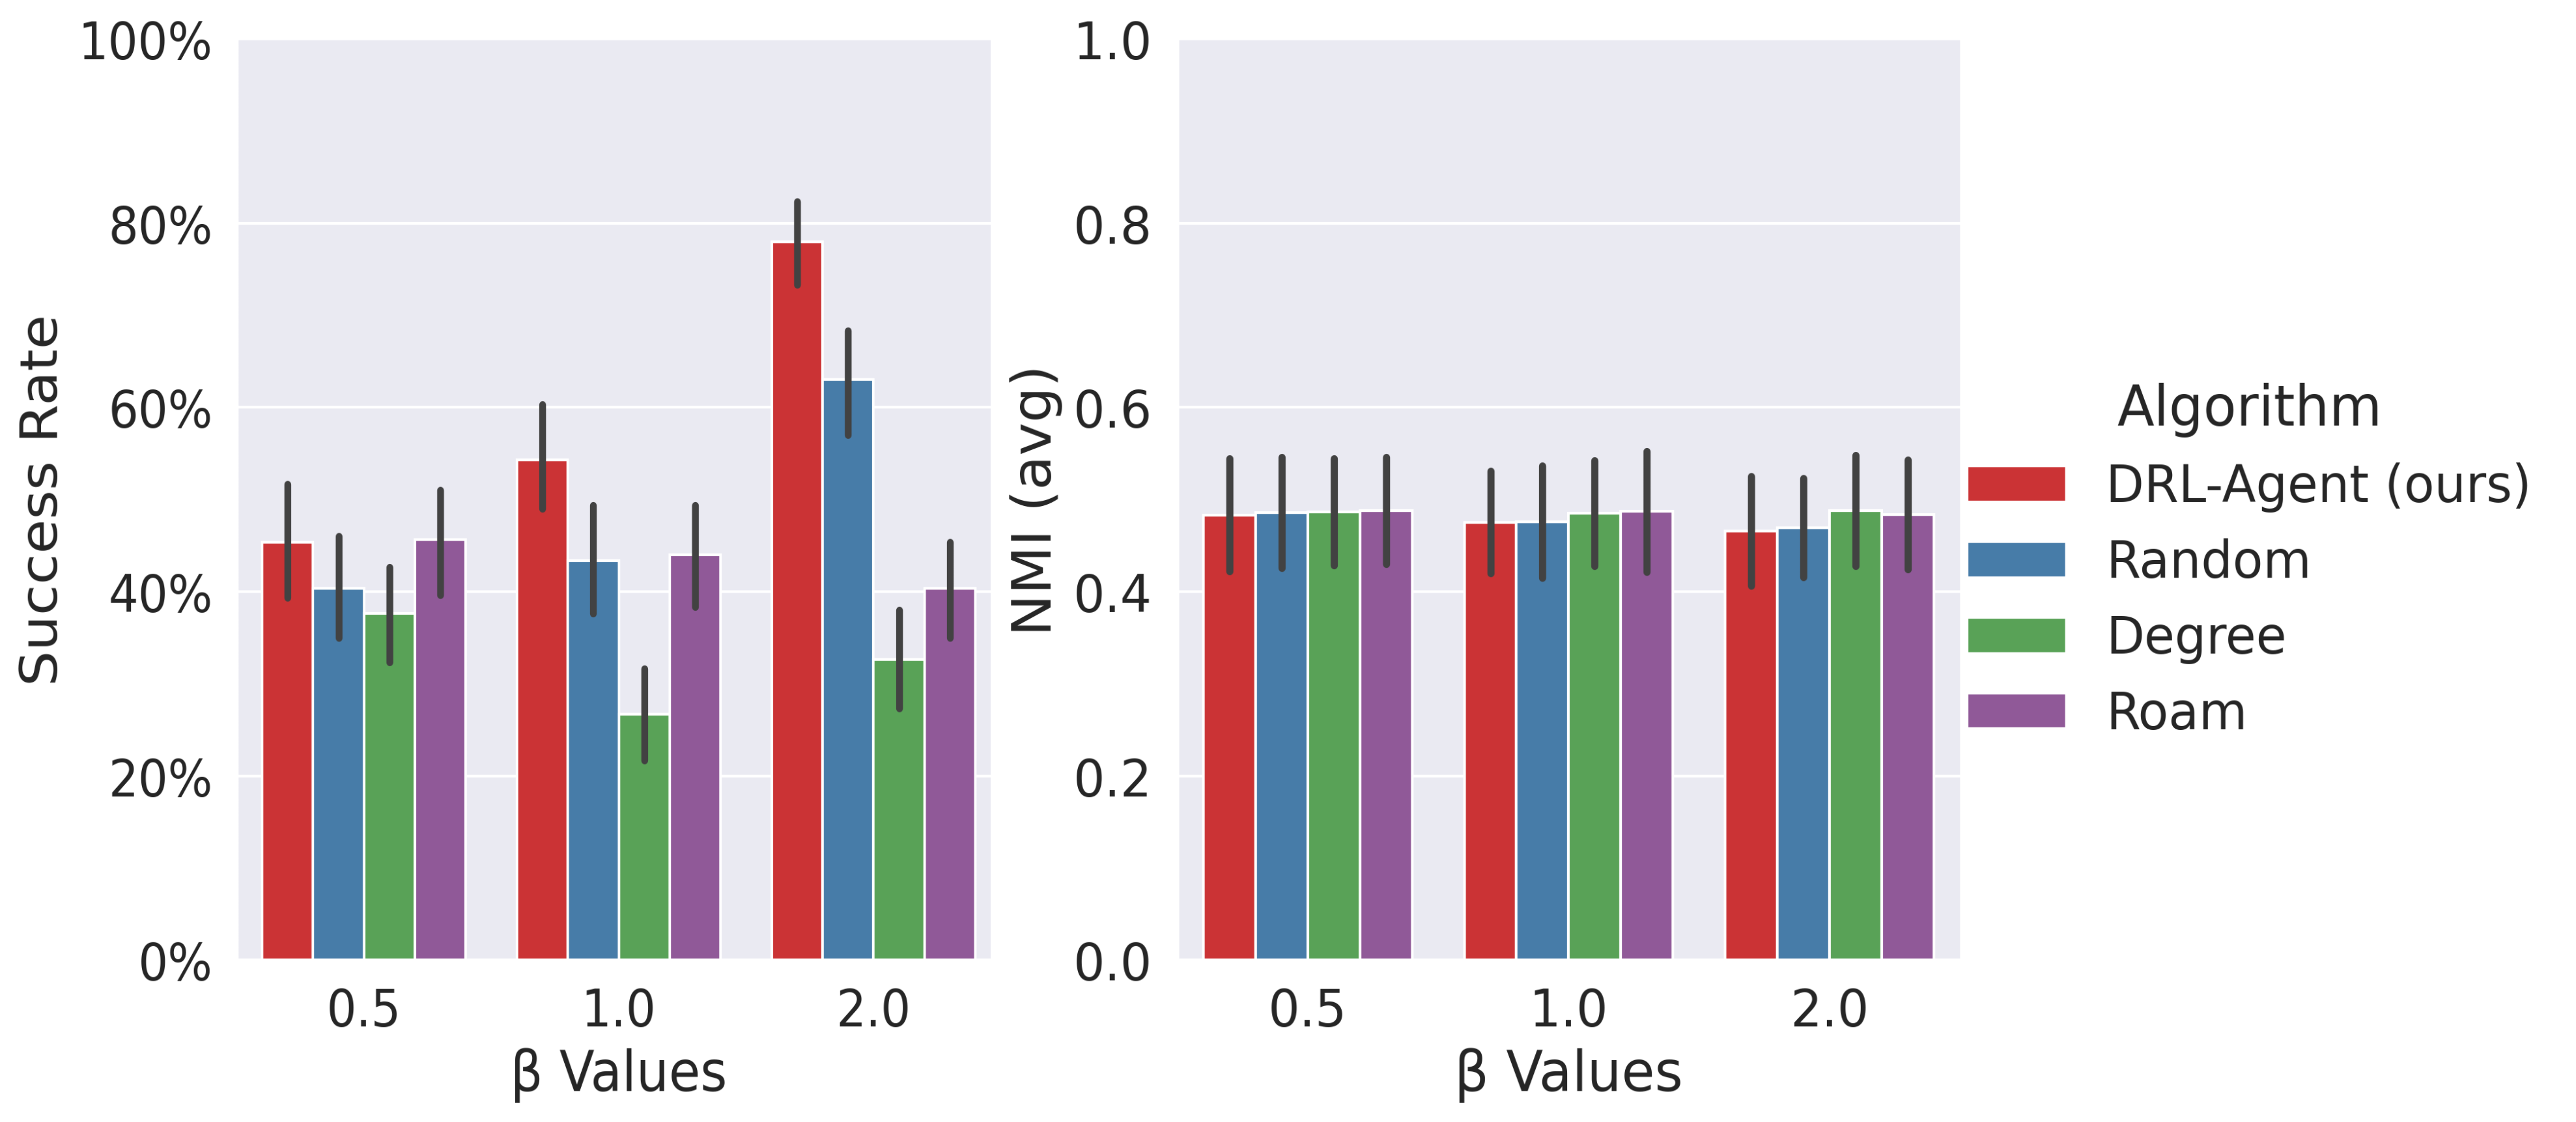 100%
80%
60%
40%
20%
0%
Success Rate
0.5 1.0 2.0
β Values
1.0
0.8
0.6
0.4
0.2
0.0
NMI (avg)
0.5 1.0 2.0
β Values
Algorithm
DRL-Agent (ours)
Random
Degree
Roam